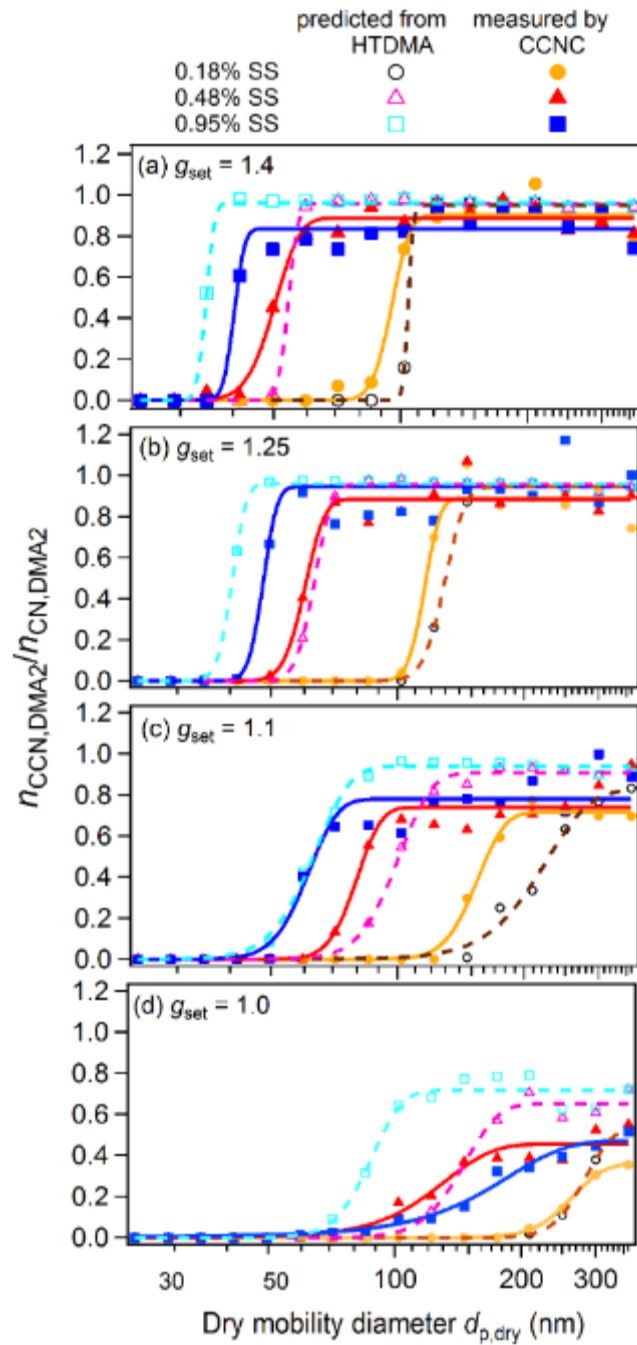 predicted from measured by
HTDMA CCNC
0.18% SS
0.48% SS
0.95% SS
(a) gset = 1.4
1.2
1.0
0.8
0.6
0.4
0.2
0.0
(b) gset = 1.25
1.2
1.0
0.8
0.6
0.4
0.2
0.0
(c) gset = 1.1
1.2
1.0
0.8
0.6
0.4
0.2
0.0
(d) gset = 1.0
1.2
1.0
0.8
0.6
0.4
0.2
0.0
nCCN,DMA2/nCN,DMA2
30 50 100 200 300
Dry mobility diameter dp,dry (nm)